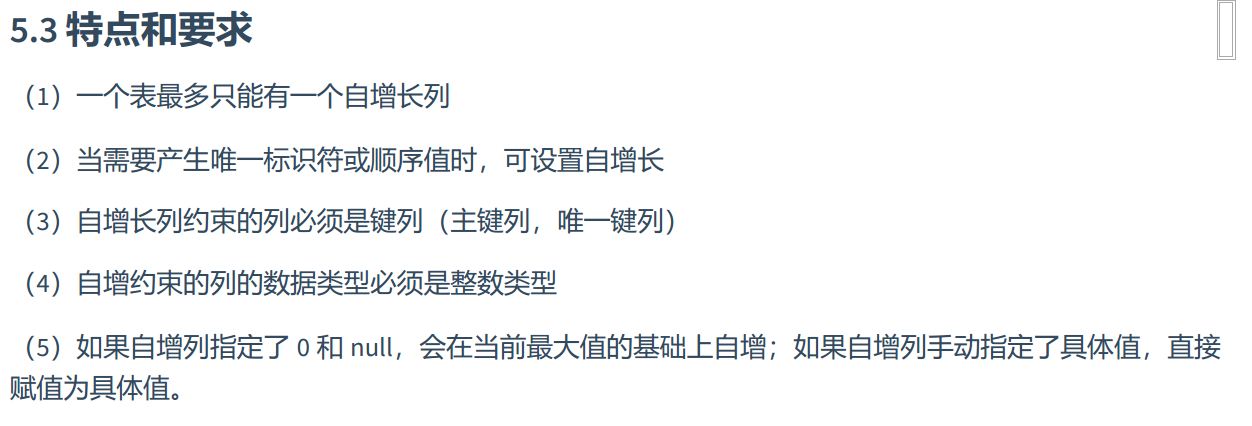 5.3 特点和要求
（1）一个表最多只能有一个自增长列
（2）当需要产生唯一标识符或顺序值时，可设置自增长
（3）自增长列约束的列必须是键列（主键列，唯一键列）
（4）自增约束的列的数据类型必须是整数类型
（5）如果自增列指定了 0 和 null，会在当前最大值的基础上自增；如果自增列手动指定了具体值，直接
赋值为具体值。